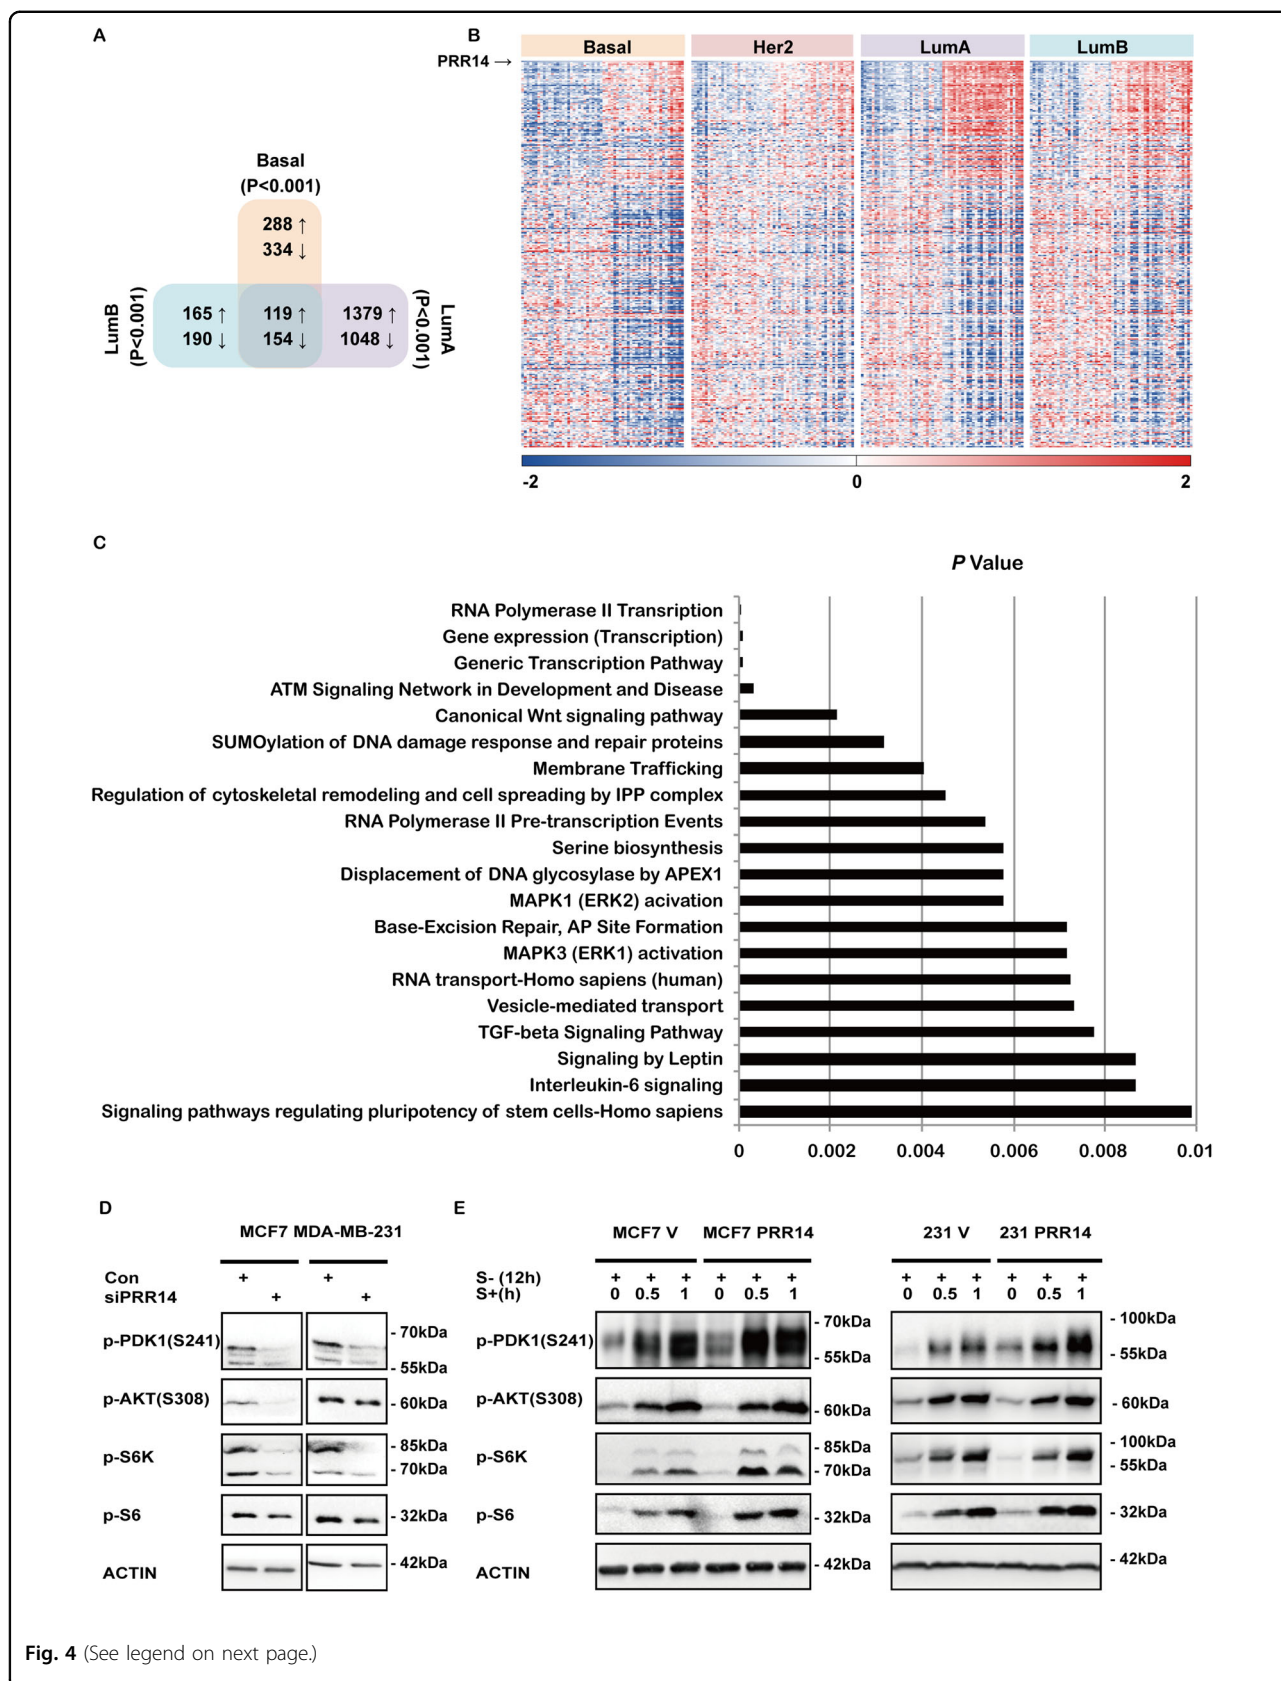 A
Basal
(P<0.001)
288 ↑
334 ↓
LumB
(P<0.001)
165 ↑
190 ↓
119 ↑
154 ↓
1379 ↑
1048 ↓
LumA
(P<0.001)
B
Basal
Her2
LumA
LumB
PRR14 →
-2
0
2
C
P Value
RNA Polymerase II Transription
Gene expression (Transcription)
Generic Transcription Pathway
ATM Signaling Network in Development and Disease
Canonical Wnt signaling pathway
SUMOylation of DNA damage response and repair proteins
Membrane Trafficking
Regulation of cytoskeletal remodeling and cell spreading by IPP complex
RNA Polymerase II Pre-transcription Events
Serine biosynthesis
Displacement of DNA glycosylase by APEX1
MAPK1 (ERK2) acivation
Base-Excision Repair, AP Site Formation
MAPK3 (ERK1) activation
RNA transport-Homo sapiens (human)
Vesicle-mediated transport
TGF-beta Signaling Pathway
Signaling by Leptin
Interleukin-6 signaling
Signaling pathways regulating pluripotency of stem cells-Homo sapiens
0 0.002 0.004 0.006 0.008 0.01
D
MCF7 MDA-MB-231
Con + +
siPRR14 + +
p-PDK1(S241)
- 70kDa
- 55kDa
p-AKT(S308)
- 60kDa
p-S6K
- 85kDa
- 70kDa
p-S6
- 32kDa
ACTIN
- 42kDa
E
MCF7 V MCF7 PRR14 231 V 231 PRR14
S- (12h) + + + + + + + + + + + +
S+(h) 0 0.5 1 0 0.5 1 0 0.5 1 0 0.5 1
p-PDK1(S241)
- 70kDa
- 55kDa
- 100kDa
- 55kDa
p-AKT(S308)
- 60kDa
- 60kDa
p-S6K
- 85kDa
- 70kDa
- 100kDa
- 55kDa
p-S6
- 32kDa
- 32kDa
ACTIN
- 42kDa
- 42kDa
Fig. 4 (See legend on next page.)